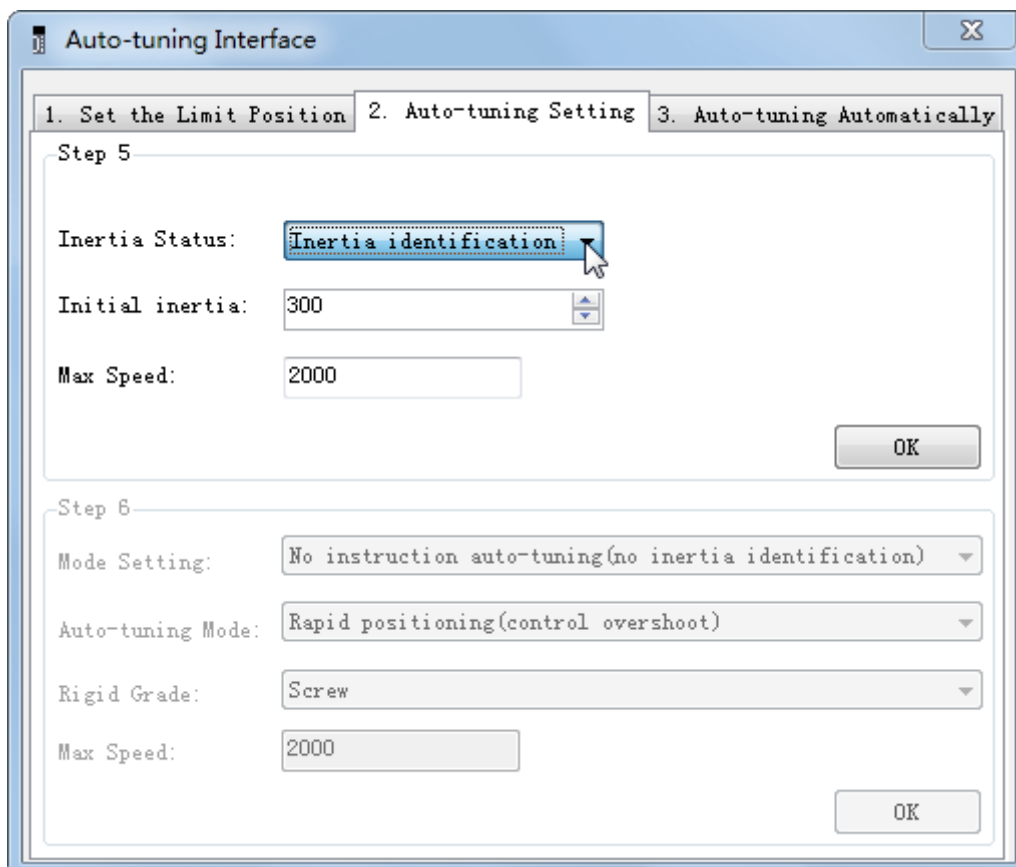 Auto-tuning Interface
1. Set the Limit Position 2. Auto-tuning Setting 3. Auto-tuning Automatically
Step 5
Inertia Status: Inertia identification
Initial inertia: 300
Max Speed: 2000
OK
Step 6
Mode Setting: No instruction auto-tuning(no inertia identification)
Auto-tuning Mode: Rapid positioning(control overshoot)
Rigid Grade: Screw
Max Speed: 2000
OK